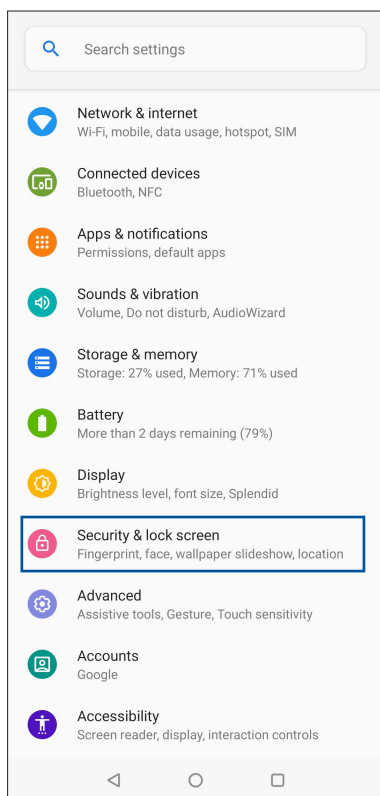 Search settings
Network & internet
Wi-Fi, mobile, data usage, hotspot, SIM
Connected devices
Bluetooth, NFC
Apps & notifications
Permissions, default apps
Sounds & vibration
Volume, Do not disturb, AudioWizard
Storage & memory
Storage: 27% used, Memory: 71% used
Battery
More than 2 days remaining (79%)
Display
Brightness level, font size, Splendid
Security & lock screen
Fingerprint, face, wallpaper slideshow, location
Advanced
Assistive tools, Gesture, Touch sensitivity
Accounts
Google
Accessibility
Screen reader, display, interaction controls